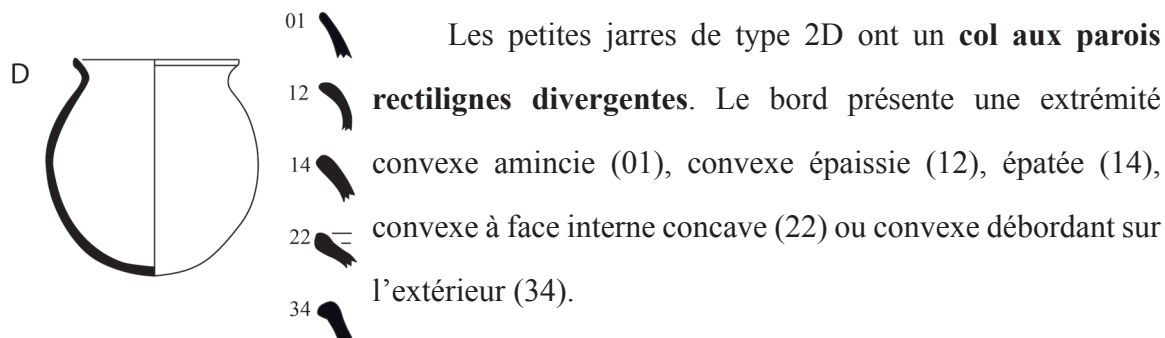 D
01
12
14
22
34
Les petites jarres de type 2D ont un col aux parois
rectilignes divergentes. Le bord présente une extrémité
convexe amincie (01), convexe épaissie (12), épatée (14),
convexe à face interne concave (22) ou convexe débordant sur
l’extérieur (34).